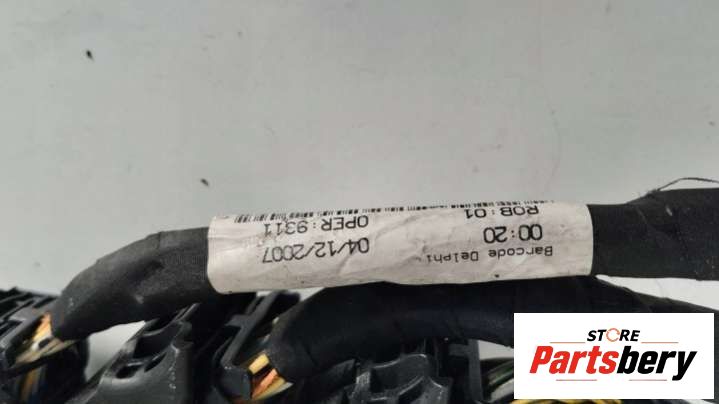 Barcode Delphi
00:20
04/12/2007
ROB:01
OPER:9311
STORE
Partsbery